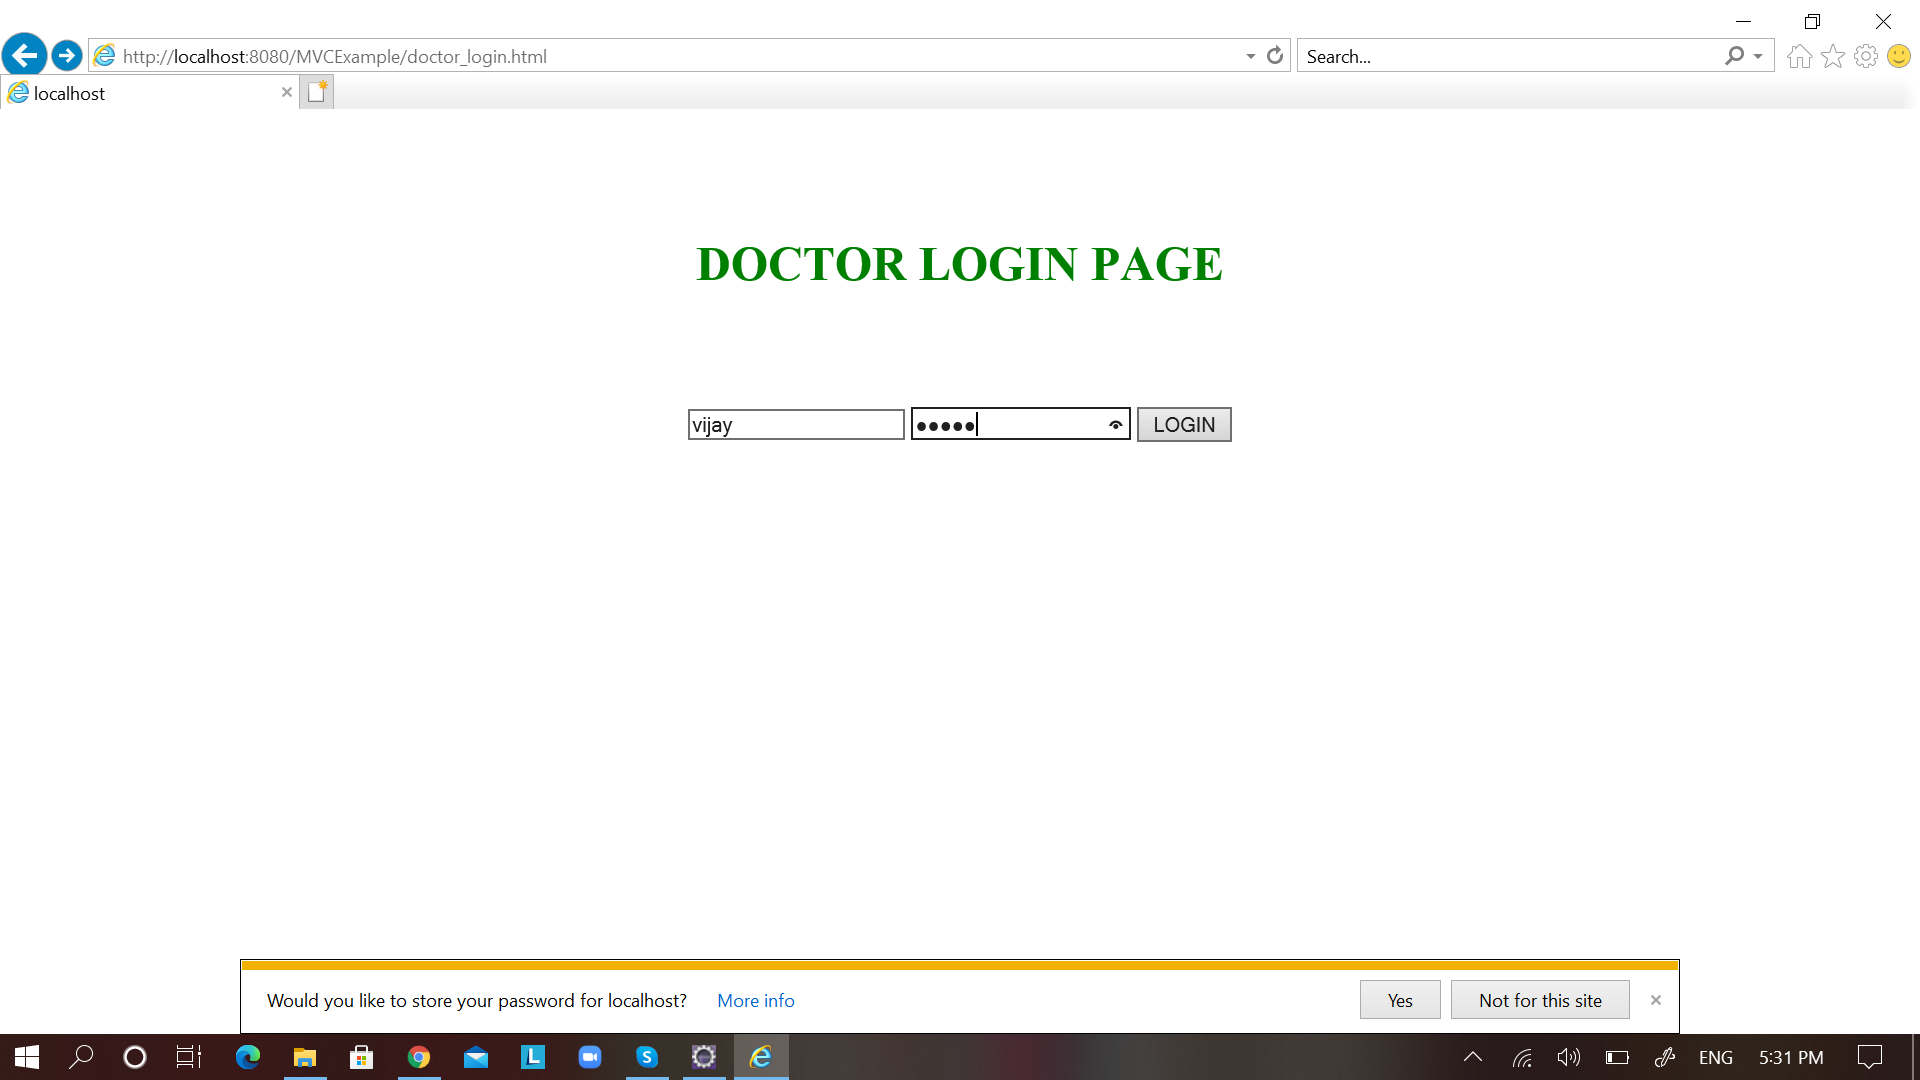 http://localhost:8080/MVCExample/doctor_login.html
Search...
localhost
DOCTOR LOGIN PAGE
vijay ●●●●● LOGIN
Would you like to store your password for localhost? More info Yes Not for this site
L S ENG 5:31 PM